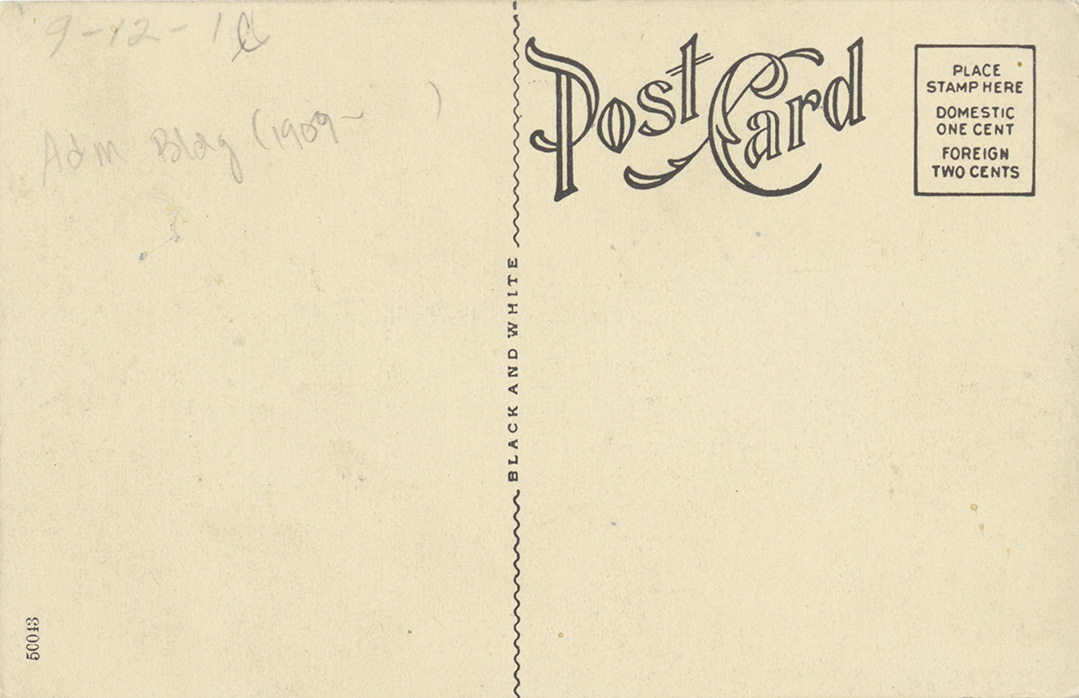 9-12-1
Adm Bldg (1909-      )
Post Card
PLACE
STAMP HERE
DOMESTIC
ONE CENT
FOREIGN
TWO CENTS
BLACK AND WHITE
50043